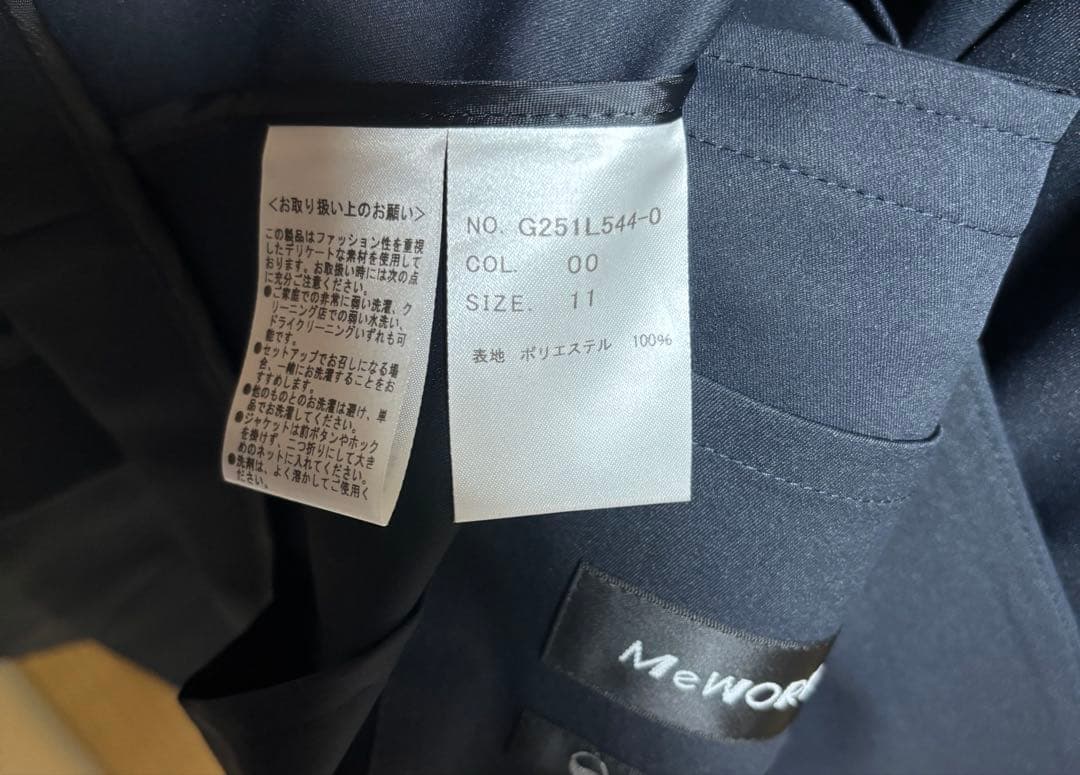 <お取り扱い上のお願い>
この製品はファッション性を重視
したデリケートな素材を使用して
おります。お取扱い時には次の点
に充分ご注意ください。
●ご家庭での非常に弱い洗濯、ク
リーニング店での弱い水洗い、
ドライクリーニングいずれも可
能です。
●セットアップでお召しになる場
合、一緒にお洗濯することをお
すすめします。
●他のものとのお洗濯は避け、単
品でお洗濯してください。
●ジャケットは前ボタンやホック
を掛けず、二つ折りにして大き
めのネットに入れてください。
●洗剤は、よく溶かしてご使用く
ださい。
NO. G251L544-0
COL. 00
SIZE. 11
表地 ポリエステル 100%
MeWOR